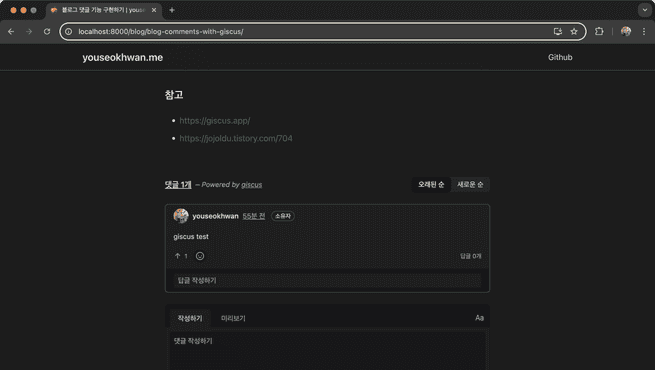 블로그 댓글 기능 구현하기 | youse
localhost:8000/blog/blog-comments-with-giscus/
youseokhwan.me
Github
참고
https://giscus.app/
https://jojoldu.tistory.com/704
댓글 1개 – Powered by giscus
오래된 순 새로운 순
youseokhwan 55분 전 소유자
giscus test
1
답글 0개
답글 작성하기
작성하기 미리보기 Aa
댓글 작성하기